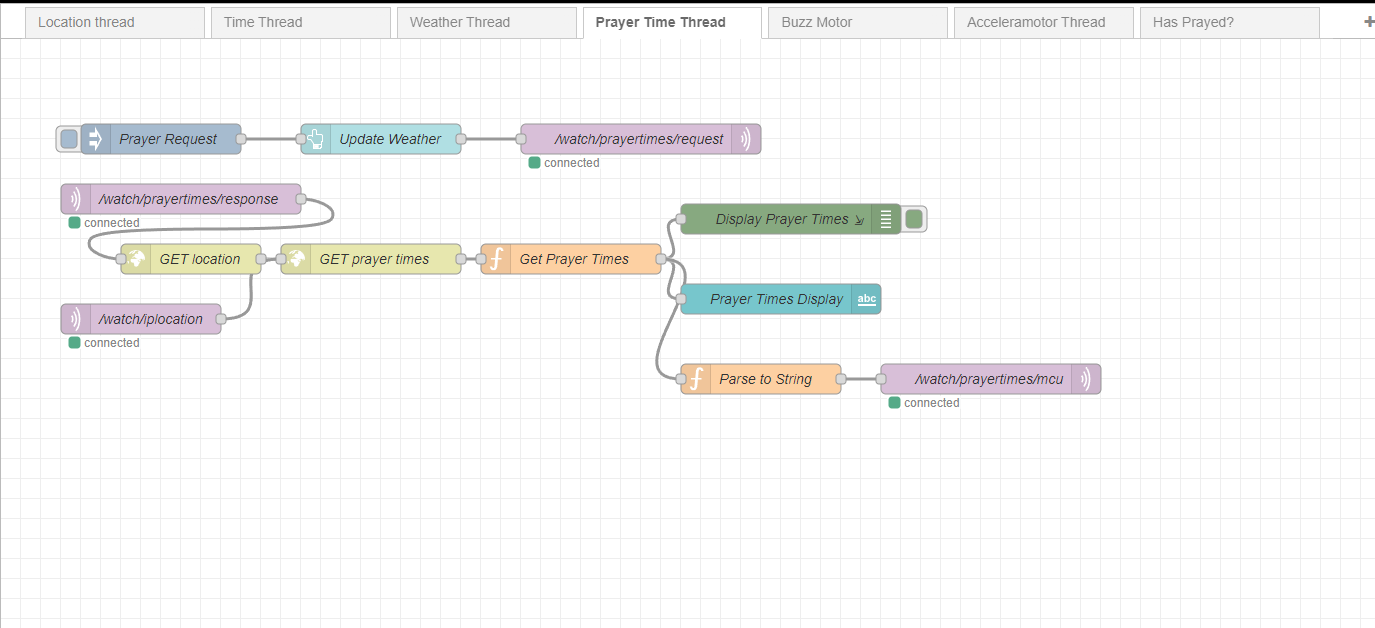 Location thread
Time Thread
Weather Thread
Prayer Time Thread
Buzz Motor
Acceleramotor Thread
Has Prayed?
Prayer Request
Update Weather
/watch/prayertimes/request
connected
/watch/prayertimes/response
connected
Display Prayer Times
GET location
GET prayer times
Get Prayer Times
Prayer Times Display
abc
/watch/iplocation
connected
Parse to String
/watch/prayertimes/mcu
connected